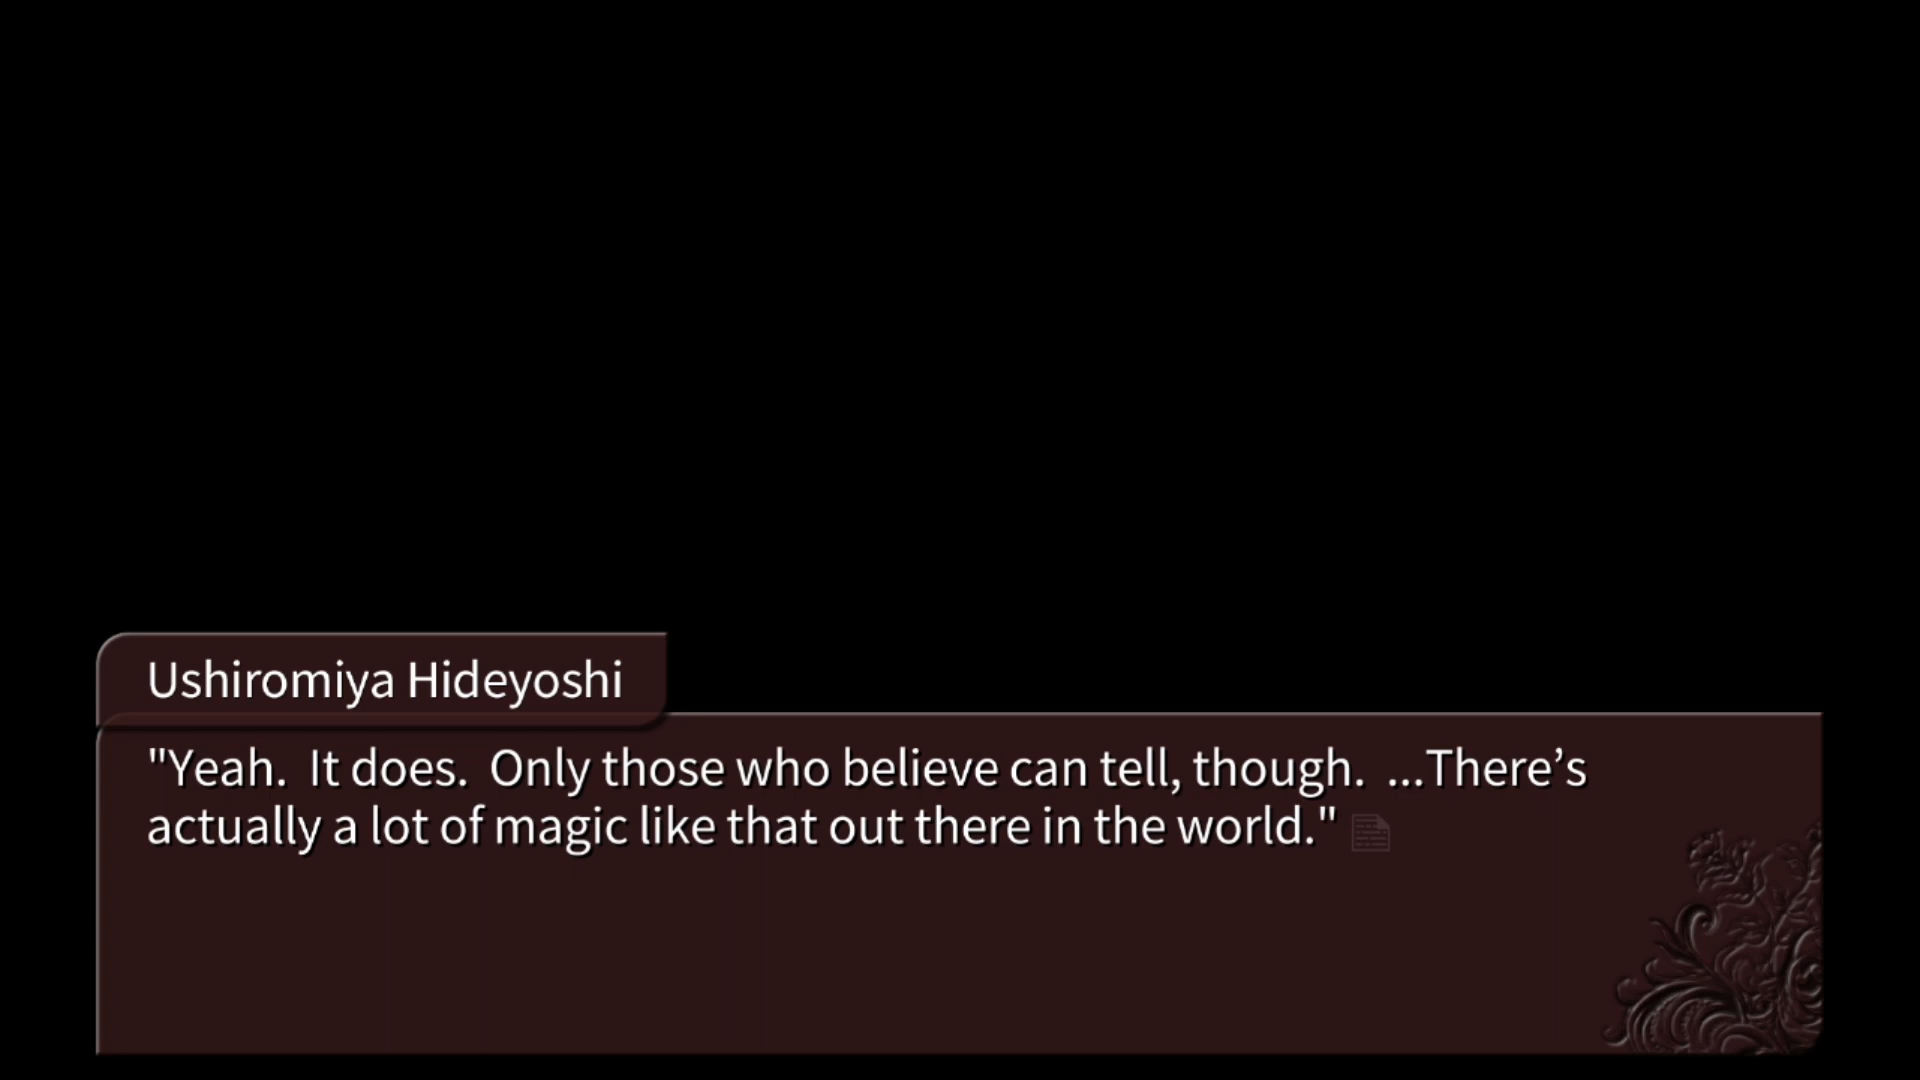 Ushiromiya Hideyoshi
"Yeah.  It does.  Only those who believe can tell, though.  ...There’s
actually a lot of magic like that out there in the world."